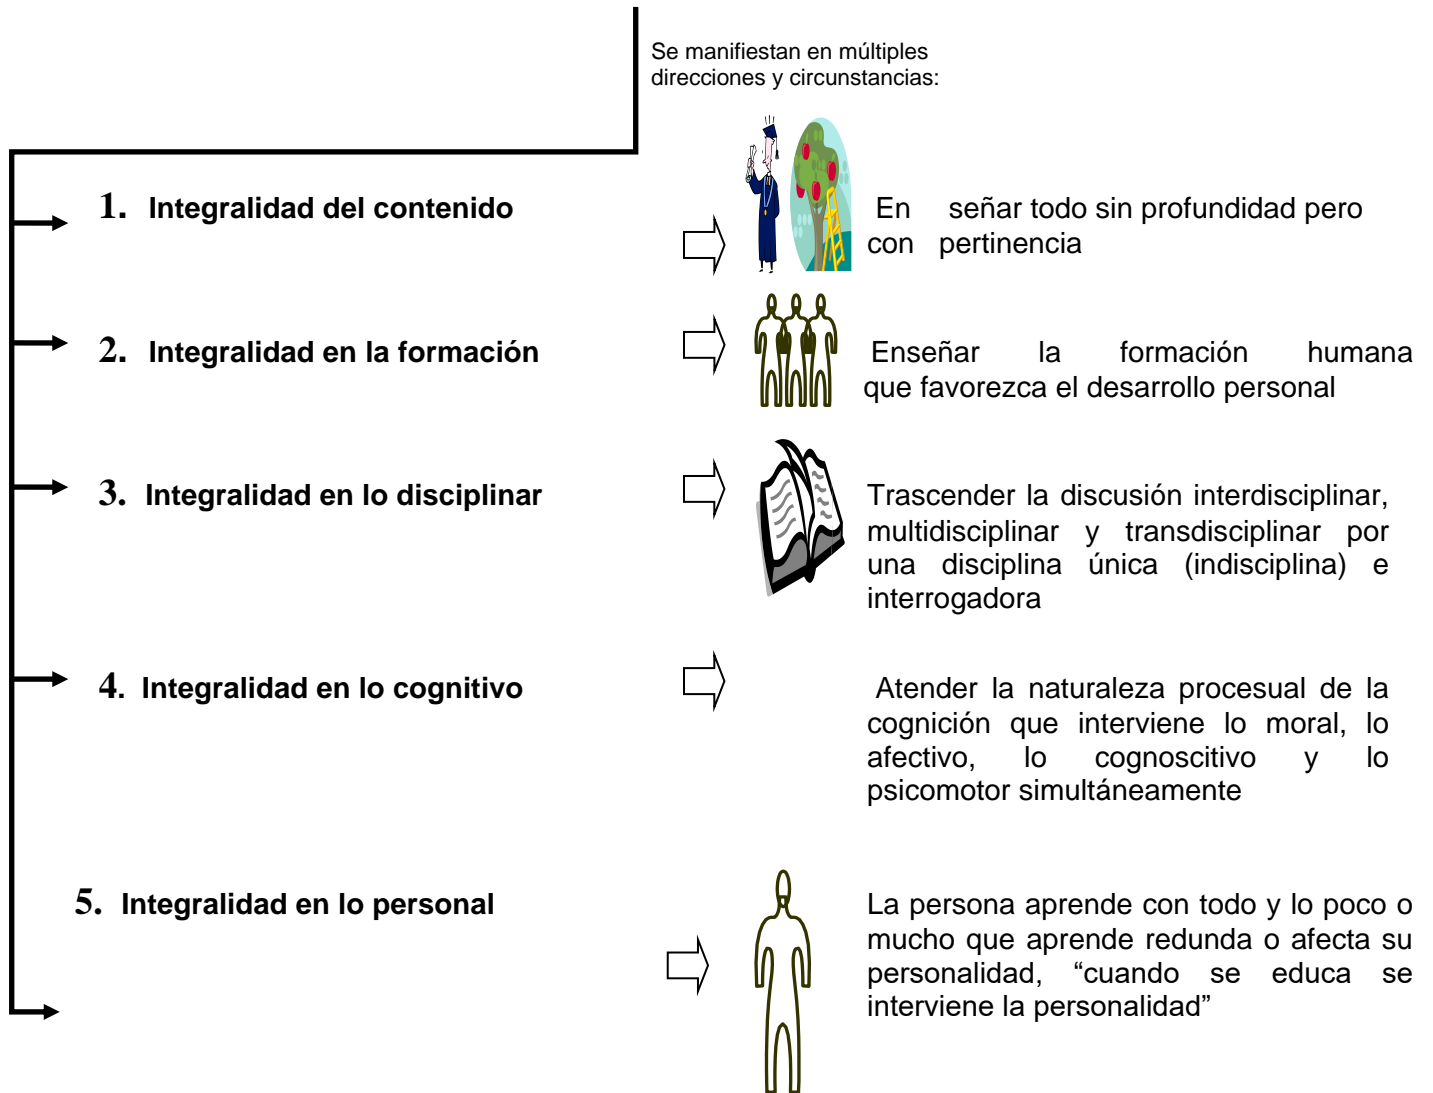 Se manifiestan en múltiples
direcciones y circunstancias:
1. Integralidad del contenido
En señar todo sin profundidad pero
con pertinencia
2. Integralidad en la formación
Enseñar la formación humana
que favorezca el desarrollo personal
3. Integralidad en lo disciplinar
Trascender la discusión interdisciplinar,
multidisciplinar y transdisciplinar por
una disciplina única (indisciplina) e
interrogadora
4. Integralidad en lo cognitivo
Atender la naturaleza procesual de la
cognición que interviene lo moral, lo
afectivo, lo cognoscitivo y lo
psicomotor simultáneamente
5. Integralidad en lo personal
La persona aprende con todo y lo poco o
mucho que aprende redunda o afecta su
personalidad, “cuando se educa se
interviene la personalidad”